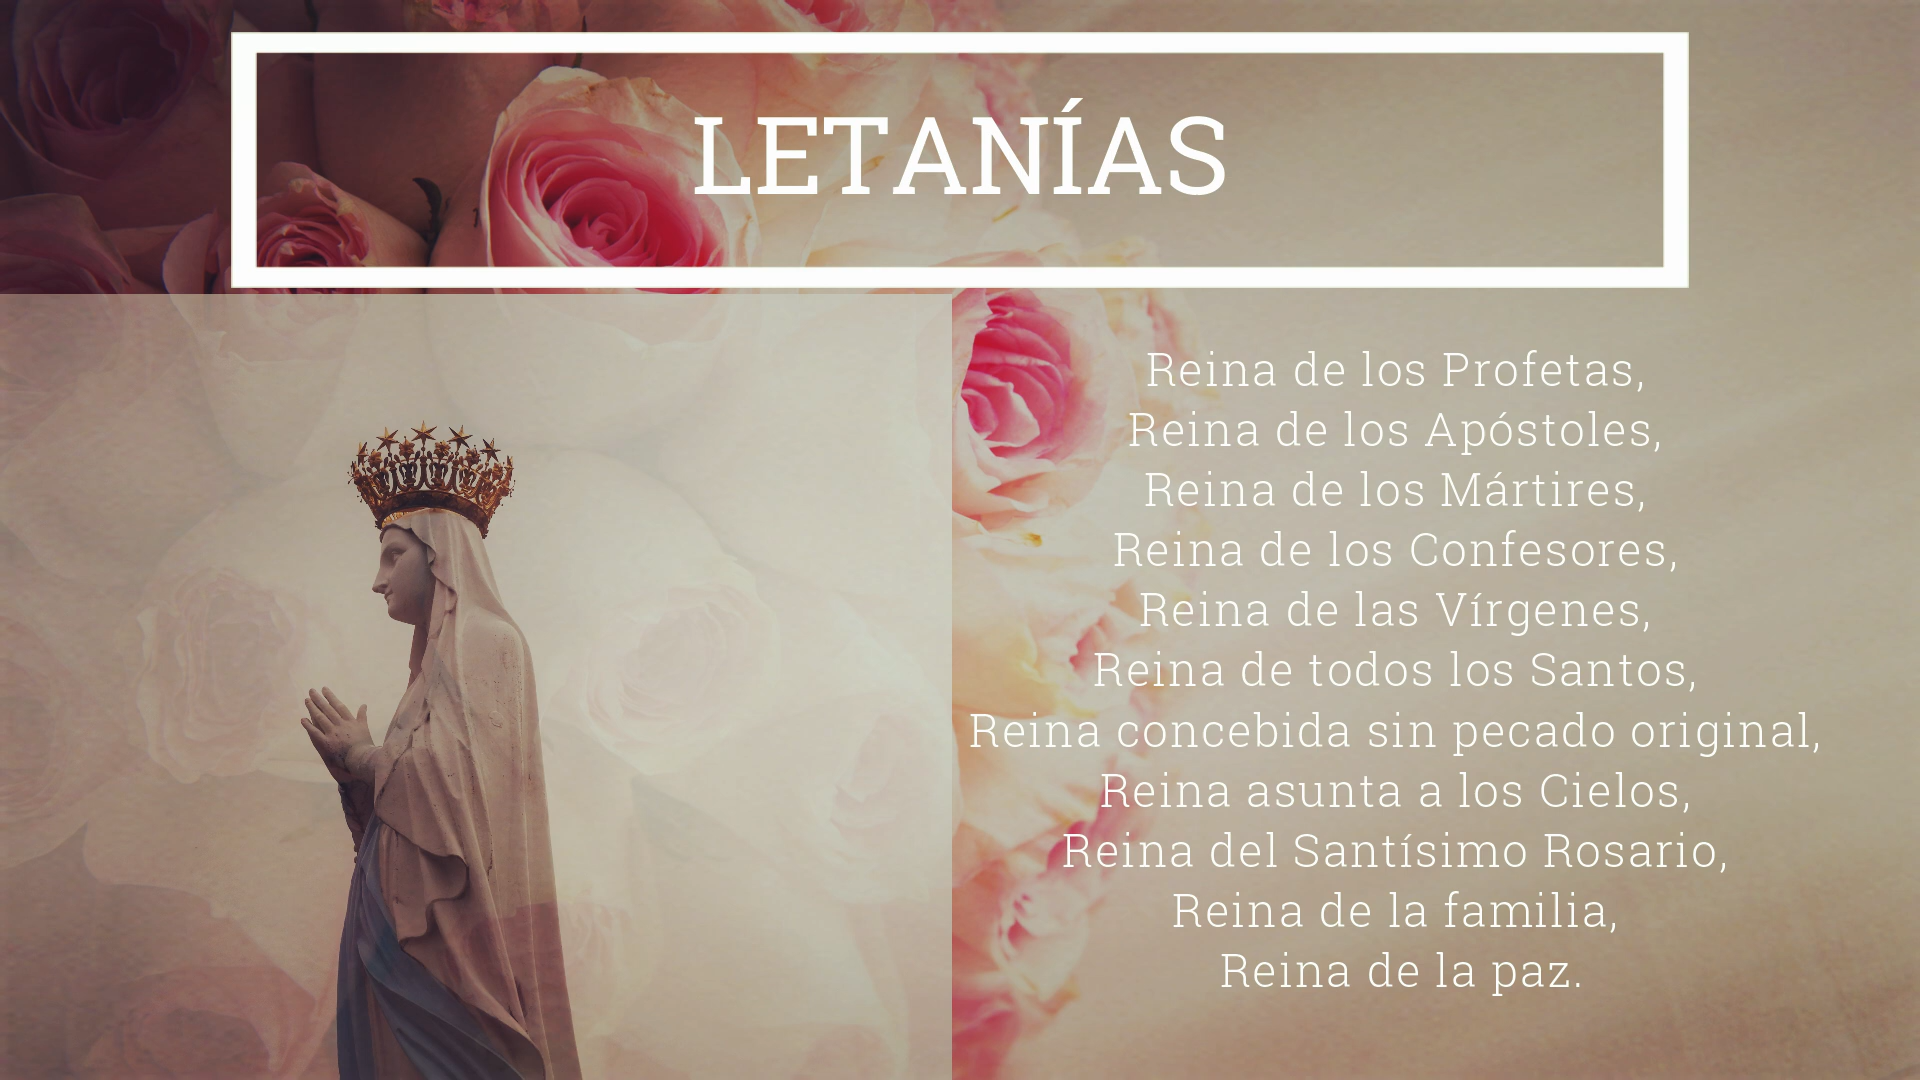 LETANÍAS
Reina de los Profetas,
Reina de los Apóstoles,
Reina de los Mártires,
Reina de los Confesores,
Reina de las Vírgenes,
Reina de todos los Santos,
Reina concebida sin pecado original,
Reina asunta a los Cielos,
Reina del Santísimo Rosario,
Reina de la familia,
Reina de la paz.